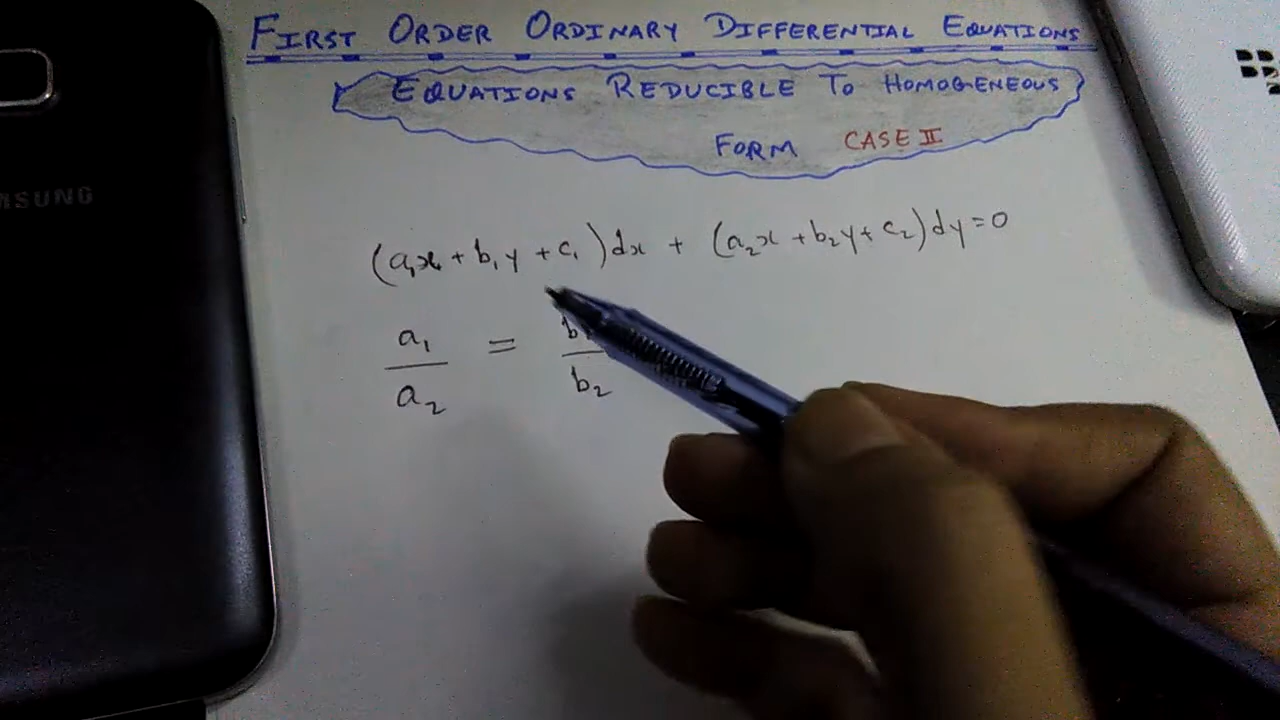 FIRST ORDER ORDINARY DIFFERENTIAL EQUATIONS
EQUATIONS REDUCIBLE TO HOMOGENEOUS
FORM CASE II
(a₁x + b₁y + c₁)dx + (a₂x + b₂y + c₂)dy = 0
a₁/a₂ = b₁/b₂